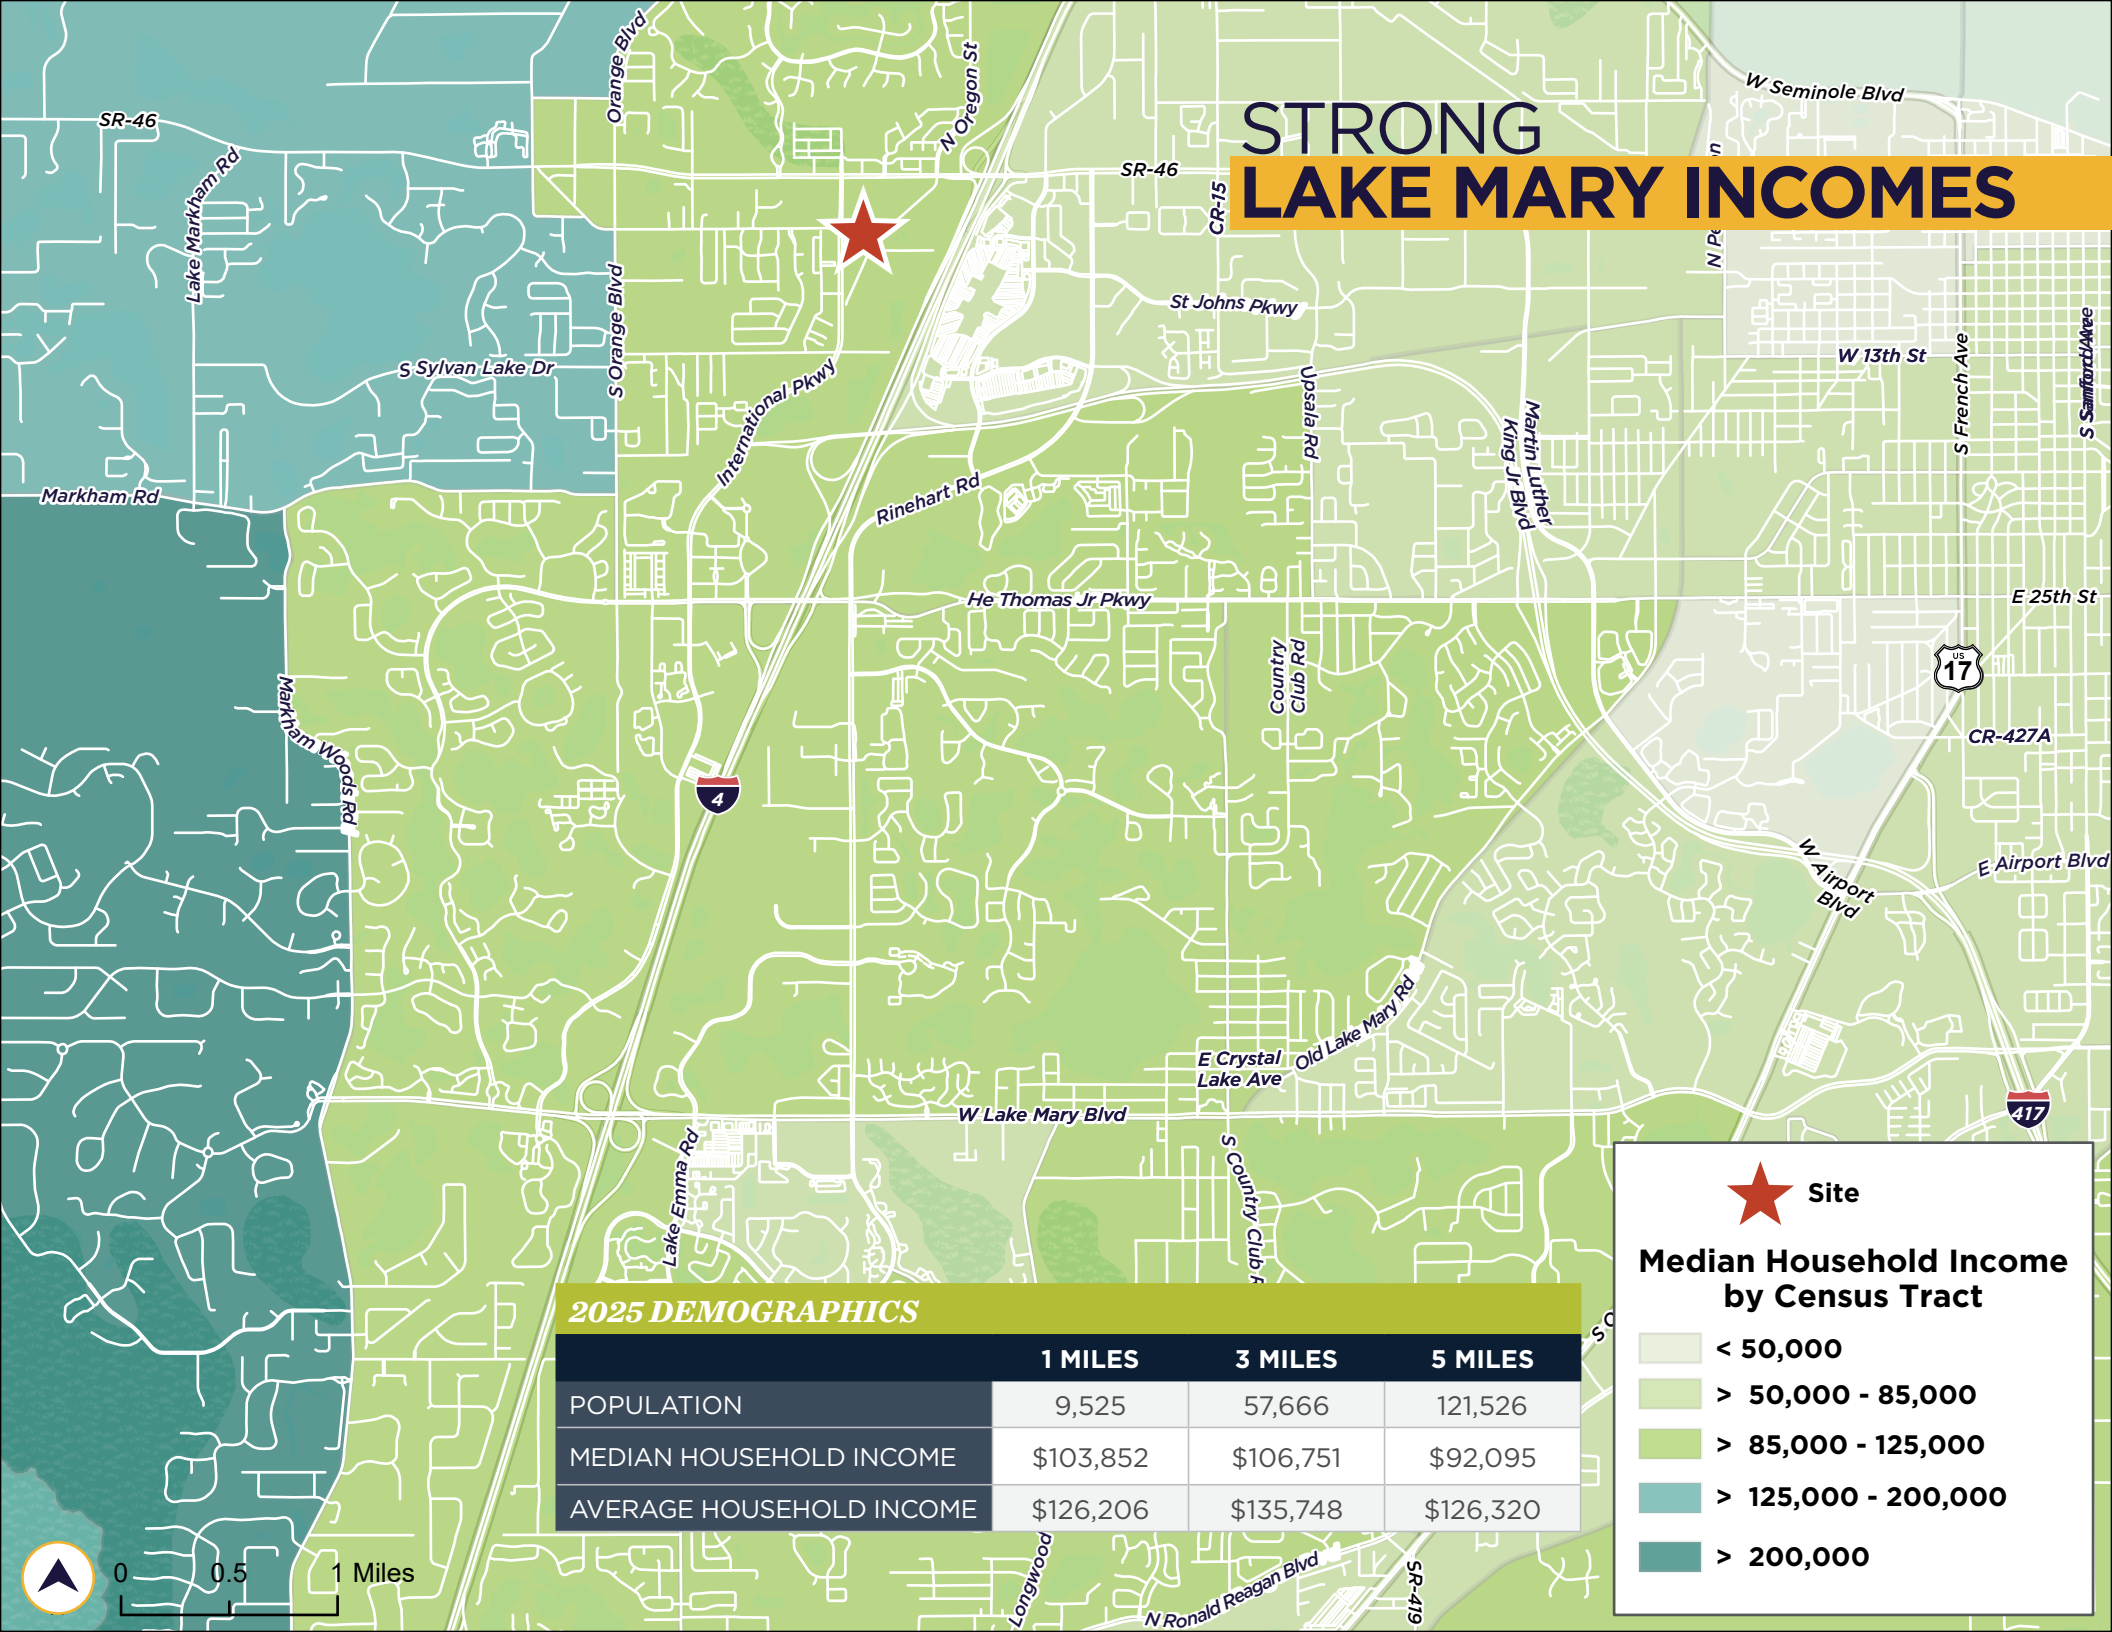 STRONG
LAKE MARY INCOMES
Orange Blvd
N Oregon St
W Seminole Blvd
SR-46
SR-46
CR-15
Lake Markham Rd
S Orange Blvd
St Johns Pkwy
S Sylvan Lake Dr
International Pkwy
Upsala Rd
Martin Luther
King Jr Blvd
W 13th St
S French Ave
Markham Rd
Rinehart Rd
He Thomas Jr Pkwy
E 25th St
Country
Club Rd
US
17
CR-427A
Markham Woods Rd
4
W Airport
Blvd
E Airport Blvd
Old Lake Mary Rd
E Crystal
Lake Ave
W Lake Mary Blvd
417
Lake Emma Rd
S Country Club R
S
Longwood
N Ronald Reagan Blvd
SR-419
2025 DEMOGRAPHICS
1 MILES 3 MILES 5 MILES
POPULATION 9,525 57,666 121,526
MEDIAN HOUSEHOLD INCOME $103,852 $106,751 $92,095
AVERAGE HOUSEHOLD INCOME $126,206 $135,748 $126,320
Site
Median Household Income
by Census Tract
< 50,000
> 50,000 - 85,000
> 85,000 - 125,000
> 125,000 - 200,000
> 200,000
0 0.5 1 Miles